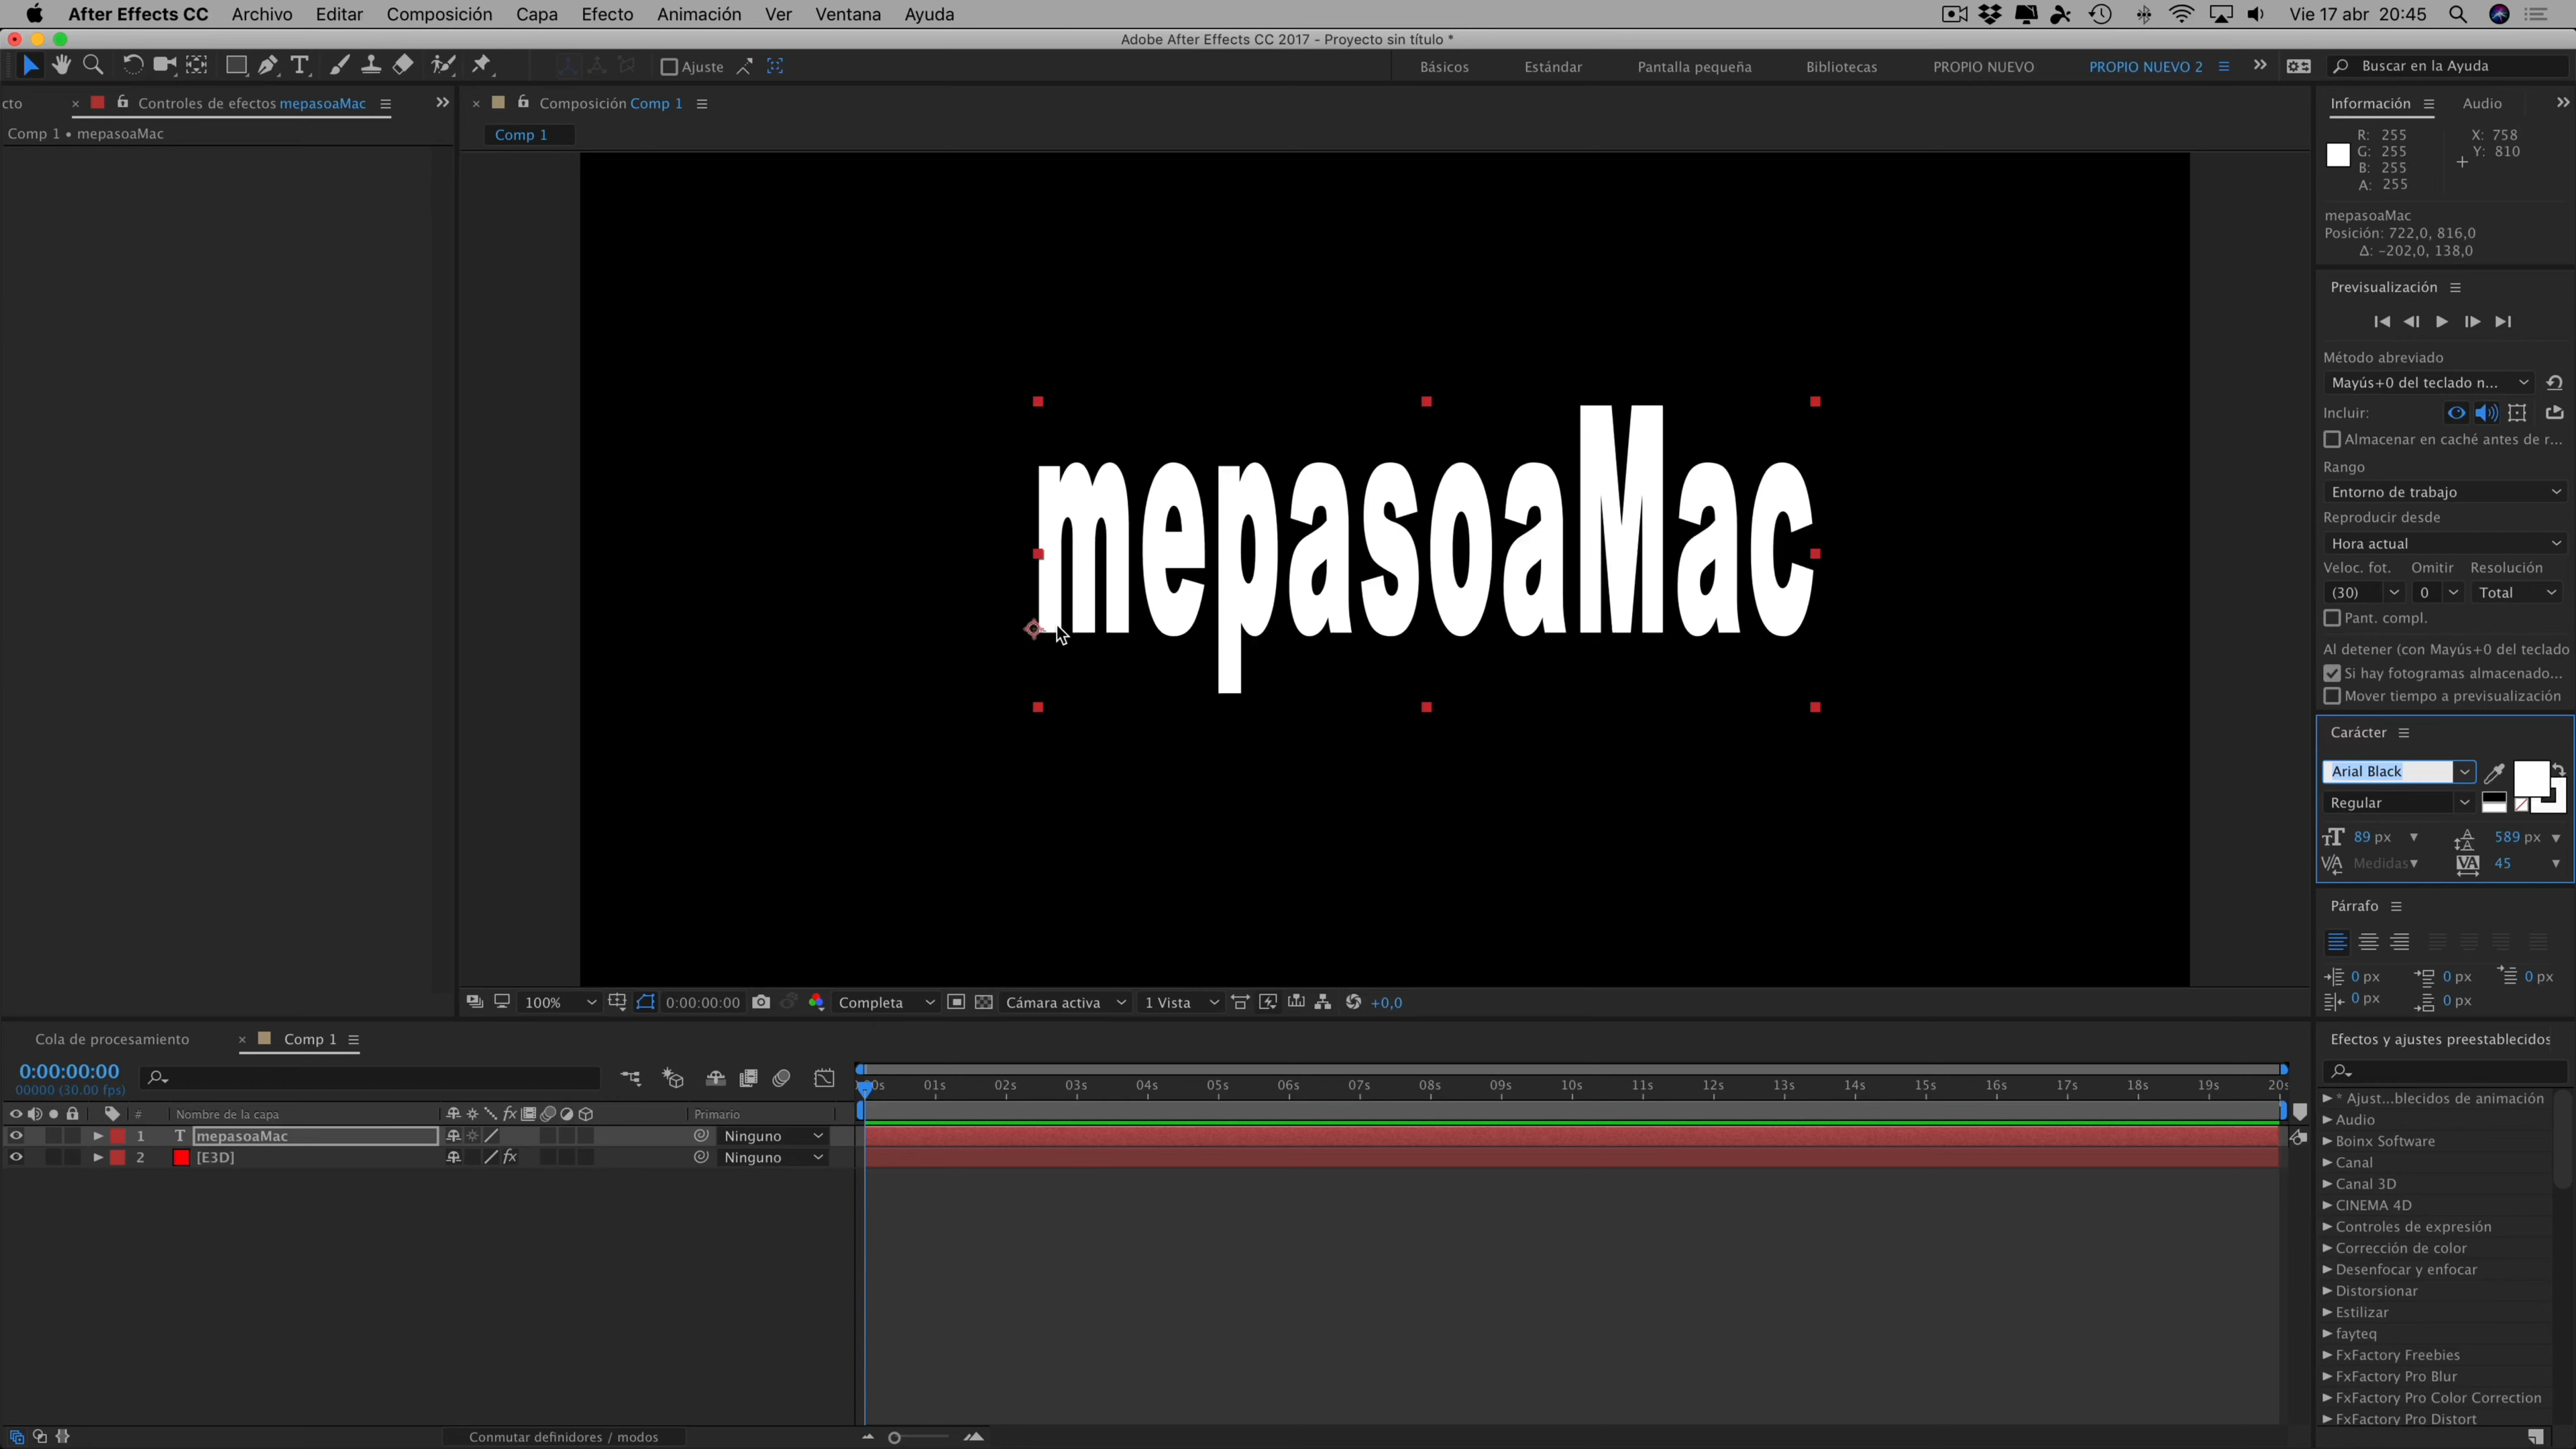 After Effects CC Archivo Editar Composición Capa Efecto Animación Ver Ventana Ayuda Vie 17 abr 20:45
Adobe After Effects CC 2017 - Proyecto sin título *
Ajuste Básicos Estándar Pantalla pequeña Bibliotecas PROPIO NUEVO PROPIO NUEVO 2 Buscar en la Ayuda
cto Controles de efectos mepasoaMac Composición Comp 1 Información Audio
Comp 1 • mepasoaMac
Comp 1
R: 255 X: 758
G: 255 Y: 810
B: 255
A: 255
mepasoaMac
Posición: 722,0, 816,0
Δ: -202,0, 138,0
Previsualización
Método abreviado
Mayús+0 del teclado n...
Incluir:
Almacenar en caché antes de r...
Rango
Entorno de trabajo
Reproducir desde
Hora actual
Veloc. fot. Omitir Resolución
(30) 0 Total
Pant. compl.
Al detener (con Mayús+0 del teclado
Si hay fotogramas almacenado...
Mover tiempo a previsualización
mepasoaMac
Carácter
Arial Black
Regular
89 px 589 px
Medidas 45
Párrafo
0 px 0 px 0 px
0 px 0 px
100% 0:00:00:00 Completa Cámara activa 1 Vista +0,0
Cola de procesamiento Comp 1
0:00:00:00
00000 (30.00 fps)
00s 01s 02s 03s 04s 05s 06s 07s 08s 09s 10s 11s 12s 13s 14s 15s 16s 17s 18s 19s 20s
# Nombre de la capa Primario
1 T mepasoaMac Ninguno
2 [E3D] fx Ninguno
Conmutar definidores / modos
Efectos y ajustes preestablecidos
* Ajust...blecidos de animación
Audio
Boinx Software
Canal
Canal 3D
CINEMA 4D
Controles de expresión
Corrección de color
Desenfocar y enfocar
Distorsionar
Estilizar
fayteq
FxFactory Freebies
FxFactory Pro Blur
FxFactory Pro Color Correction
FxFactory Pro Distort